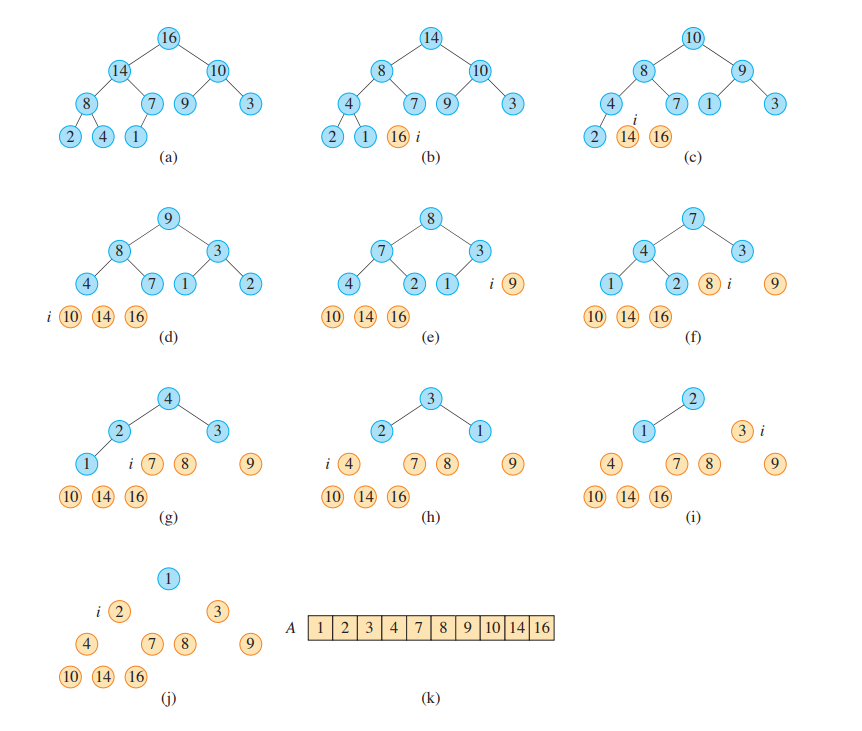 16 14 10
14 10 8 10 8 9
8 7 9 3 4 7 9 3 4 7 1 3
2 4 1 2 1 16 i 2 i 14 16
(a) (b) (c)
9 8 7
8 3 7 3 4 3
4 7 1 2 4 2 1 i 9 1 2 8 i 9
i 10 14 16 10 14 16 10 14 16
(d) (e) (f)
4 3 2
2 3 2 1 1 3 i
1 i 7 8 9 i 4 7 8 9 4 7 8 9
10 14 16 10 14 16 10 14 16
(g) (h) (i)
1
i 2 3
A 1 2 3 4 7 8 9 10 14 16
4 7 8 9
10 14 16
(j) (k)